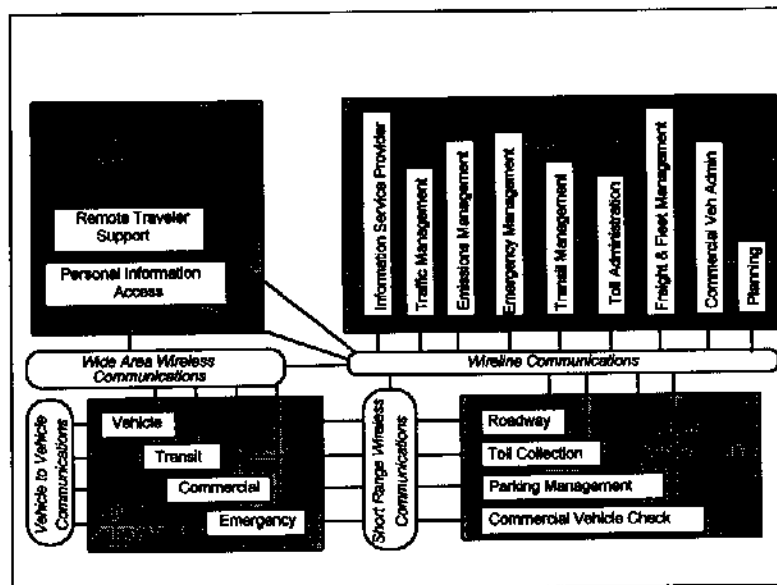 Remote Traveler
Support
Personal Information
Access
Information Service Provider
Traffic Management
Emissions Management
Emergency Management
Transit Management
Toll Administration
Freight & Fleet Management
Commercial Veh Admin
Planning
Wide Area Wireless
Communications
Wireline Communications
Vehicle to Vehicle
Communications
Vehicle
Transit
Commercial
Emergency
Short Range Wireless
Communications
Roadway
Toll Collection
Parking Management
Commercial Vehicle Check